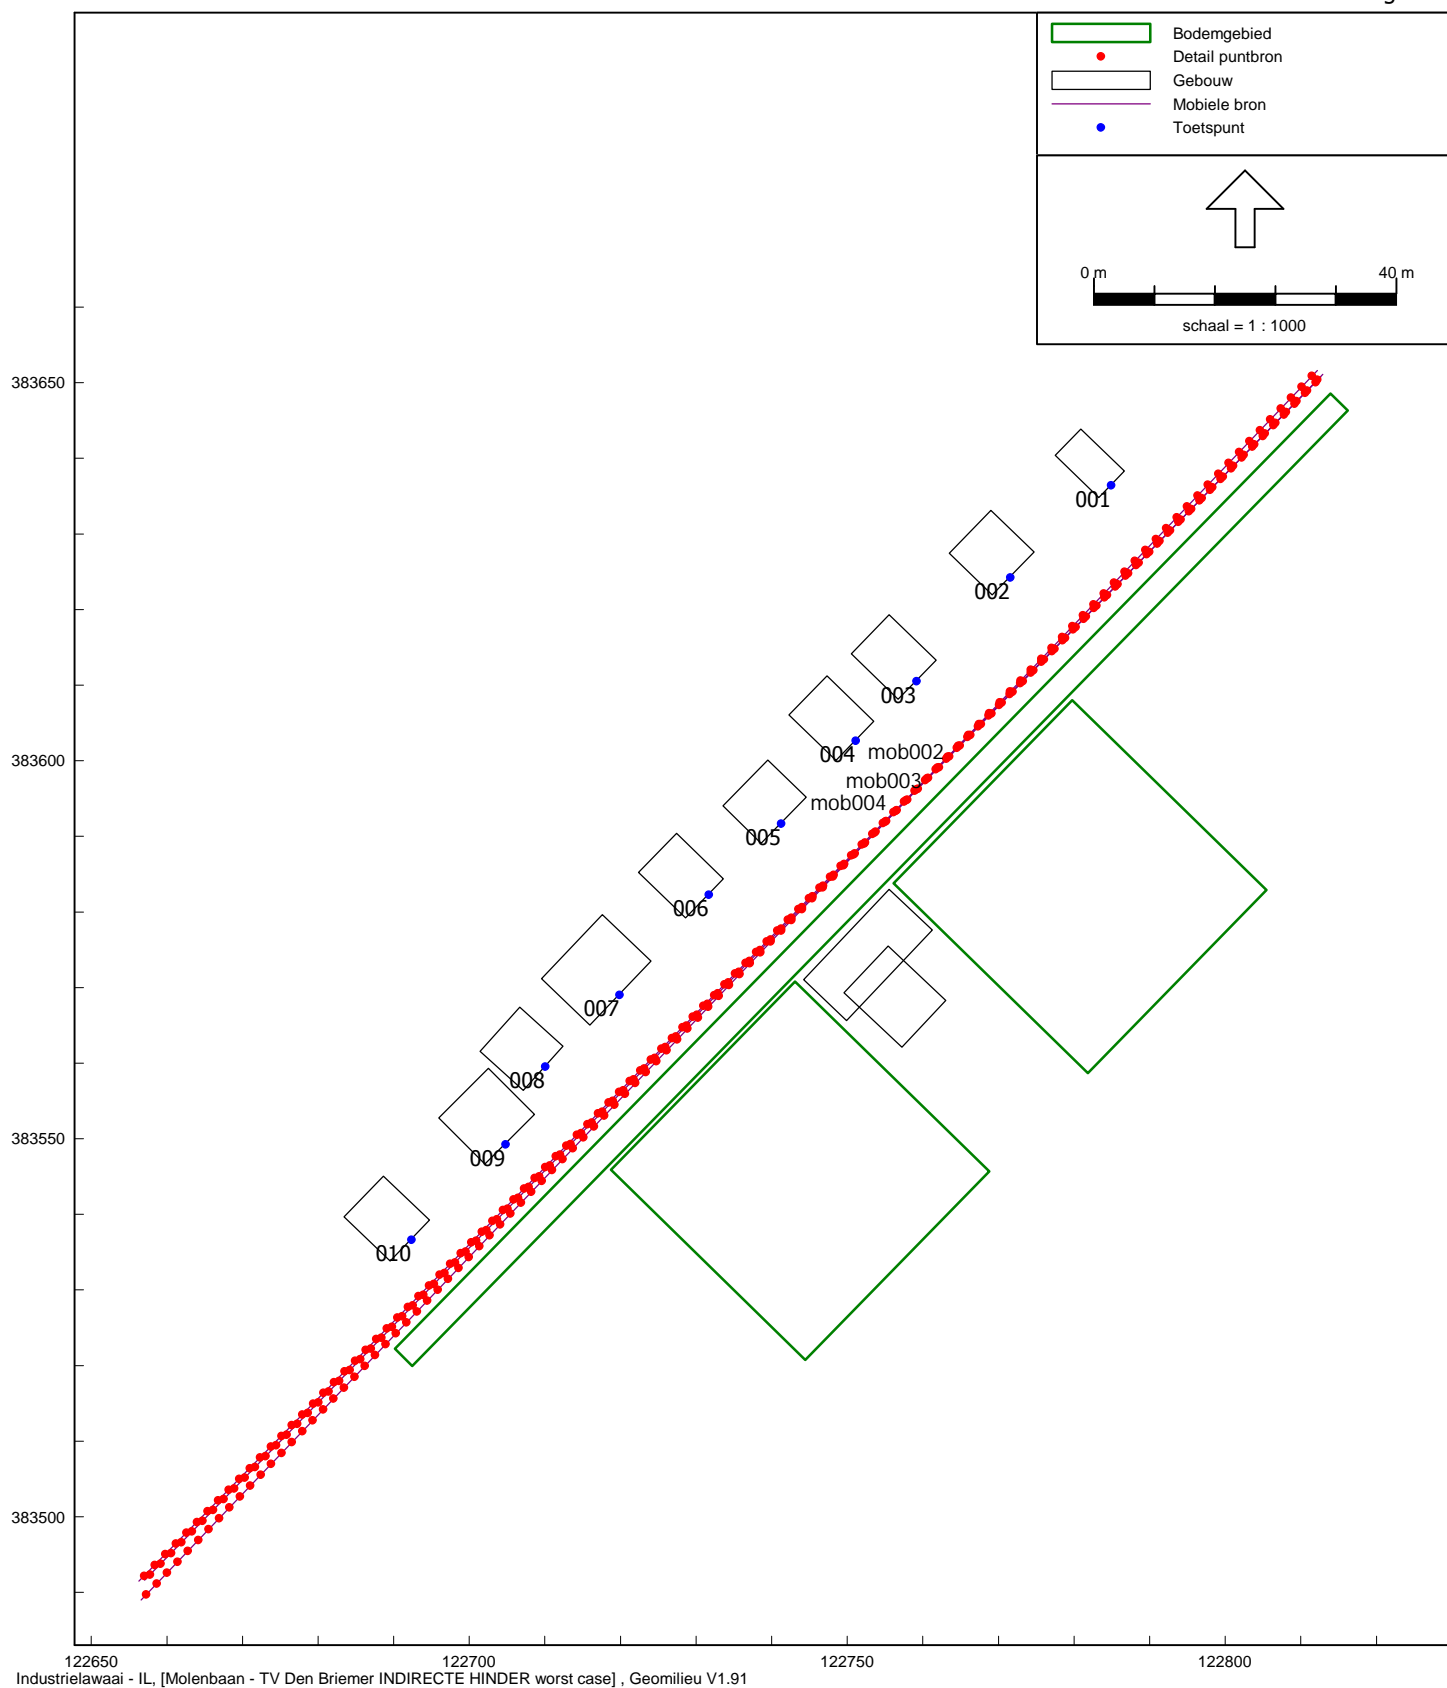 Bodemgebied
Detail puntbron
Gebouw
Mobiele bron
Toetspunt
0 m 40 m
schaal = 1 : 1000
383650
001
002
003
383600
004 mob002
mob003
mob004
005
006
007
008
383550
009
010
383500
122650 122700 122750 122800
Industrielawaai - IL, [Molenbaan - TV Den Briemer INDIRECTE HINDER worst case] , Geomilieu V1.91